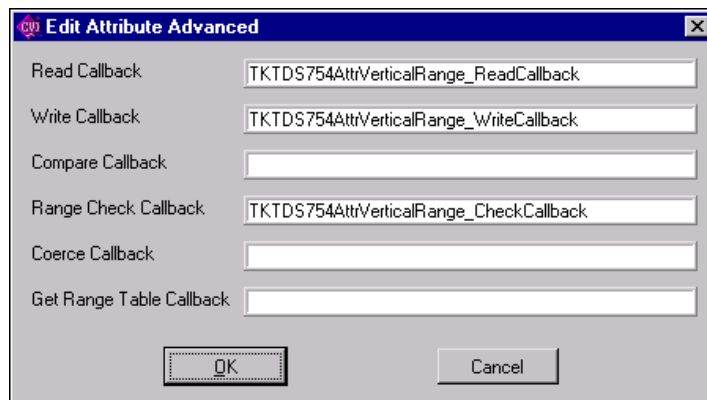 CVI Edit Attribute Advanced
Read Callback TKTDS754AttrVerticalRange_ReadCallback
Write Callback TKTDS754AttrVerticalRange_WriteCallback
Compare Callback
Range Check Callback TKTDS754AttrVerticalRange_CheckCallback
Coerce Callback
Get Range Table Callback
OK Cancel